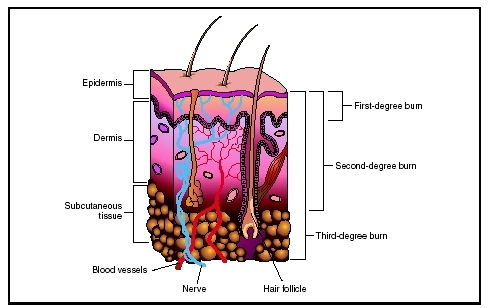 Epidermis
First-degree burn
Dermis
Second-degree burn
Subcutaneous
tissue
Third-degree burn
Blood vessels
Nerve
Hair follicle